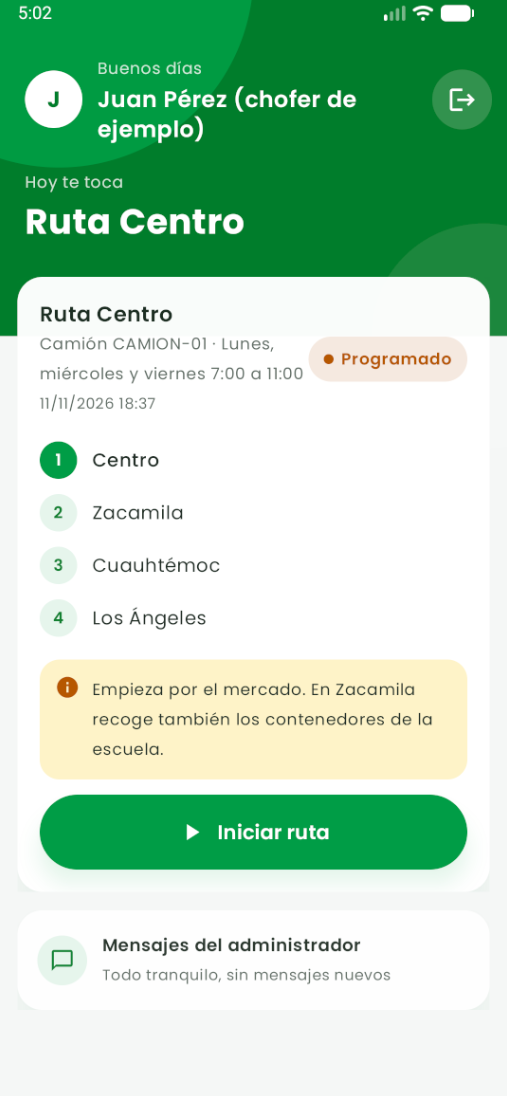 5:02
Buenos días
J
Juan Pérez (chofer de
ejemplo)
Hoy te toca
Ruta Centro
Ruta Centro
Camión CAMION-01 · Lunes,
miércoles y viernes 7:00 a 11:00
11/11/2026 18:37
Programado
1 Centro
2 Zacamila
3 Cuauhtémoc
4 Los Ángeles
Empieza por el mercado. En Zacamila
recoge también los contenedores de la
escuela.
Iniciar ruta
Mensajes del administrador
Todo tranquilo, sin mensajes nuevos